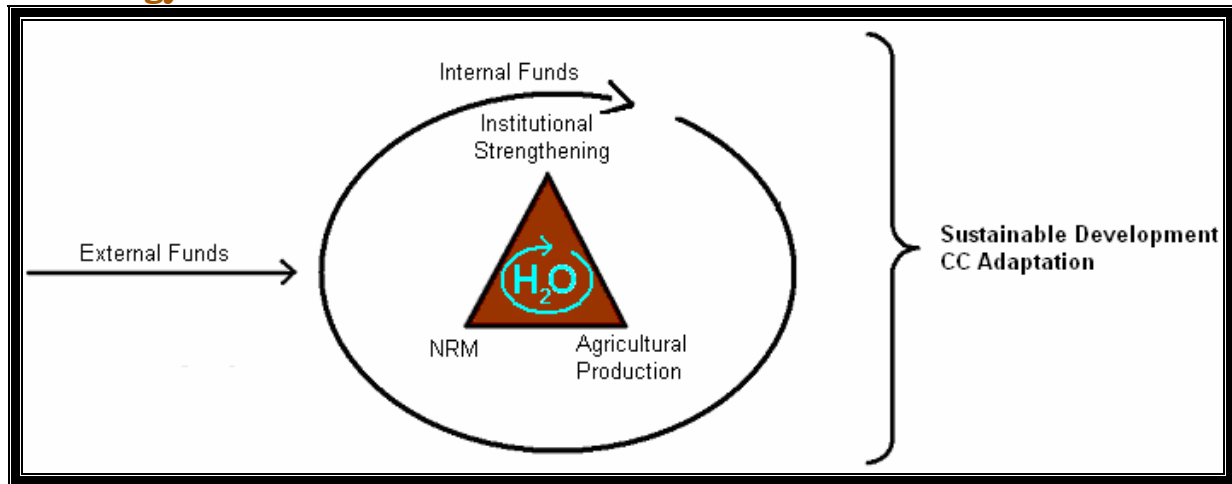 Internal Funds
Institutional
Strengthening
External Funds
H₂O
Sustainable Development
CC Adaptation
NRM
Agricultural
Production